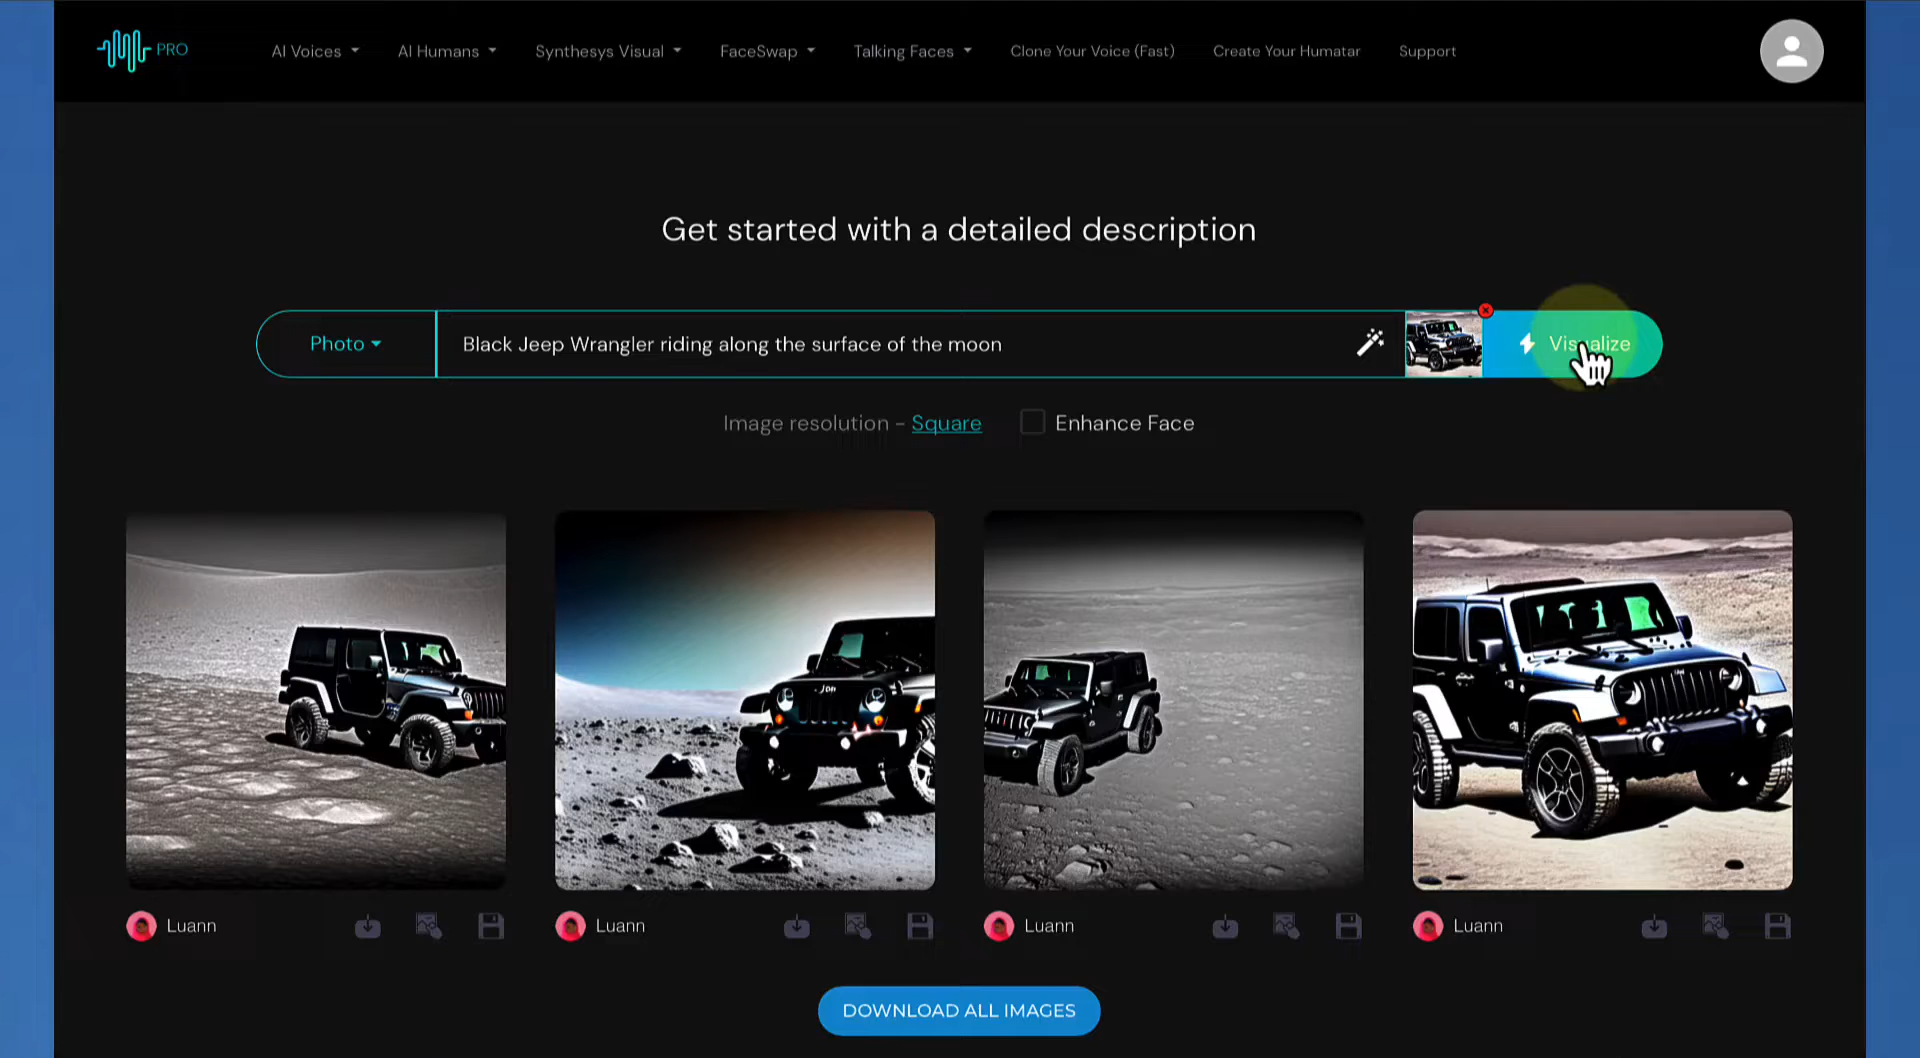 PRO AI Voices AI Humans Synthesys Visual FaceSwap Talking Faces Clone Your Voice (Fast) Create Your Humatar Support
Get started with a detailed description
Photo Black Jeep Wrangler riding along the surface of the moon Visualize
Image resolution - Square Enhance Face
Luann Luann Luann Luann
DOWNLOAD ALL IMAGES